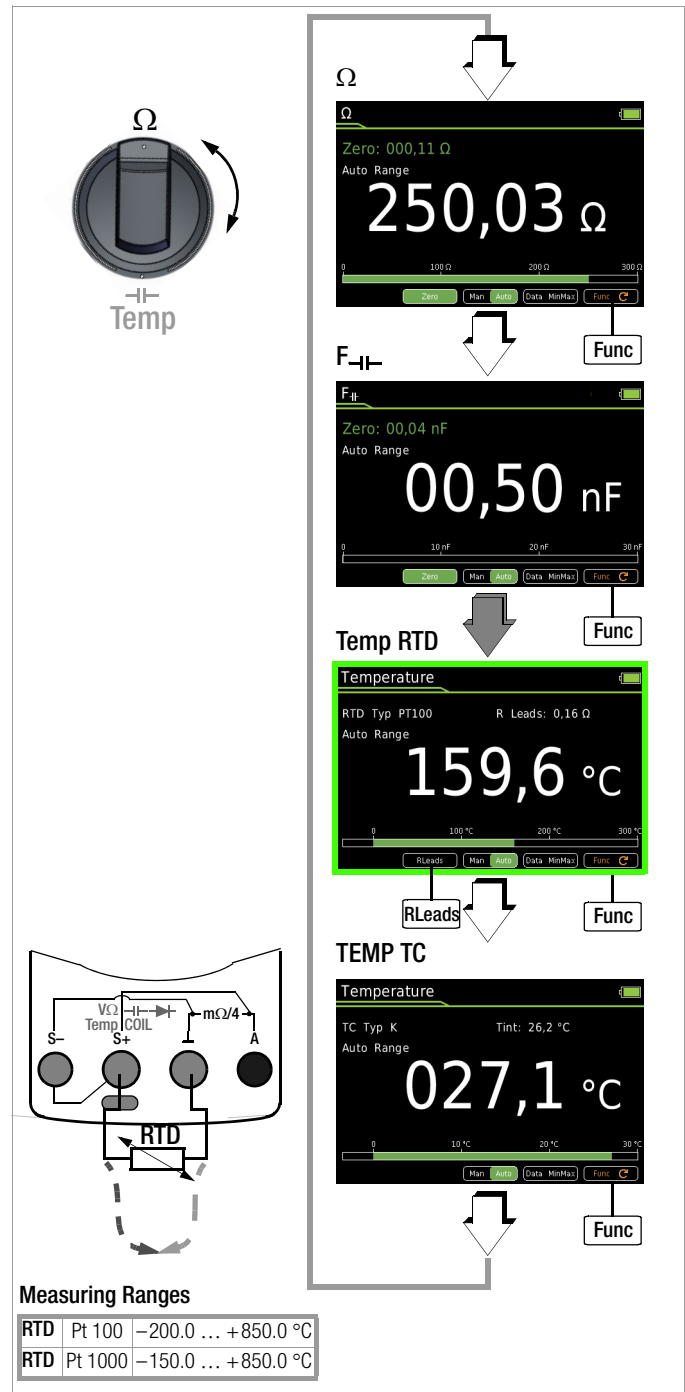 Ω
Temp
Ω
Ω
Zero: 000,11 Ω
Auto Range
250,03 Ω
0 100 Ω 200 Ω 300 Ω
Zero Man Auto Data MinMax Func
Func
F
F
Zero: 00,04 nF
Auto Range
00,50 nF
0 10 nF 20 nF 30 nF
Zero Man Auto Data MinMax Func
Func
Temp RTD
Temperature
RTD Typ PT100 R Leads: 0,16 Ω
Auto Range
159,6 °C
0 100 °C 200 °C 300 °C
RLeads Man Auto Data MinMax Func
RLeads
Func
TEMP TC
Temperature
TC Typ K Tint: 26,2 °C
Auto Range
027,1 °C
0 10 °C 20 °C 30 °C
Man Auto Data MinMax Func
Func
VΩ
Temp COIL
mΩ/4
S– S+ ⊥ A
RTD
Measuring Ranges
RTD Pt 100 –200.0 … +850.0 °C
RTD Pt 1000 –150.0 … +850.0 °C